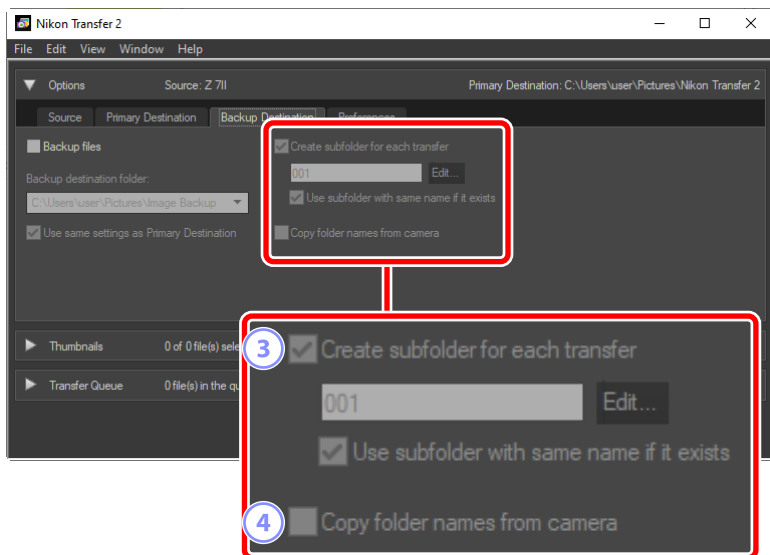 Nikon Transfer 2
File Edit View Window Help
Options Source: Z 7II Primary Destination: C:\Users\user\Pictures\Nikon Transfer 2
Source Primary Destination Backup Destination Preferences
Backup files
Backup destination folder:
C:\Users\user\Pictures\Image Backup
Use same settings as Primary Destination
Create subfolder for each transfer
001 Edit...
Use subfolder with same name if it exists
Copy folder names from camera
Thumbnails 0 of 0 file(s) sele
Transfer Queue 0 file(s) in the qu
3 Create subfolder for each transfer
001 Edit...
Use subfolder with same name if it exists
4 Copy folder names from camera